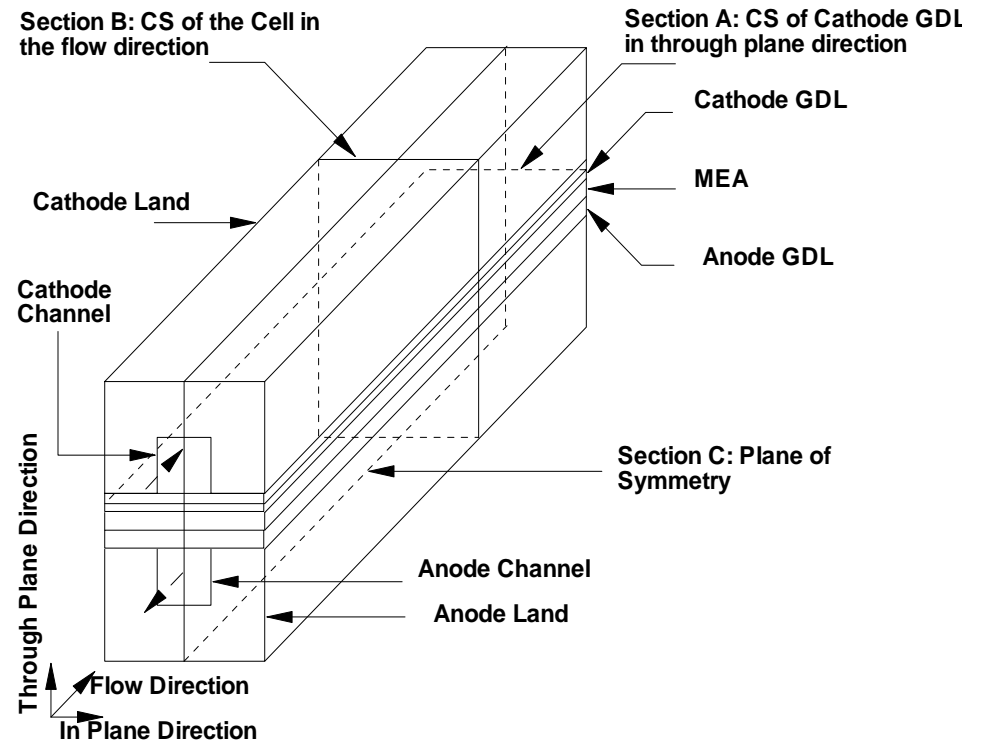 Section B: CS of the Cell in
the flow direction
Section A: CS of Cathode GDL
in through plane direction
Cathode GDL
MEA
Cathode Land
Anode GDL
Cathode
Channel
Section C: Plane of
Symmetry
Through Plane Direction
Anode Channel
Anode Land
Flow Direction
In Plane Direction